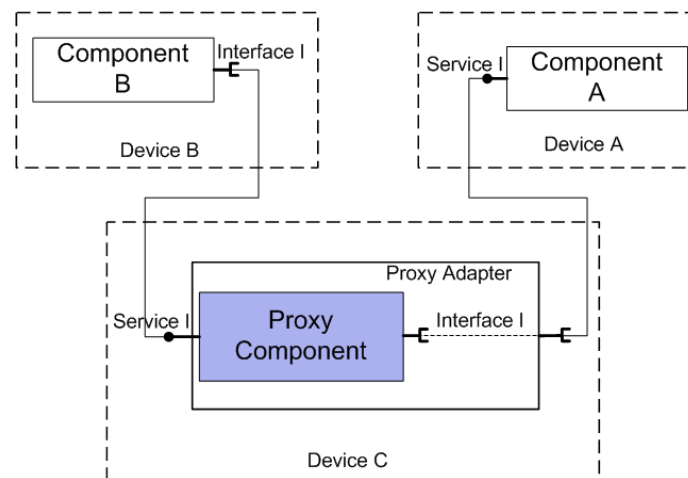 Component
B
Interface I
Device B
Service I
Component
A
Device A
Proxy Adapter
Service I
Proxy
Component
Interface I
Device C